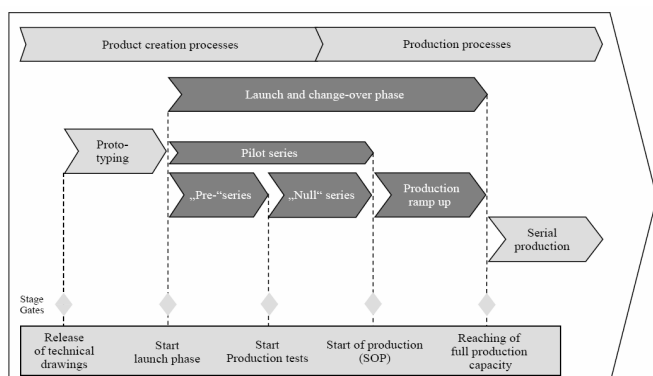 Product creation processes
Production processes
Launch and change-over phase
Proto-
typing
Pilot series
„Pre-“series
„Null“ series
Production
ramp up
Serial
production
Stage
Gates
Release
of technical
drawings
Start
launch phase
Start
Production tests
Start of production
(SOP)
Reaching of
full production
capacity